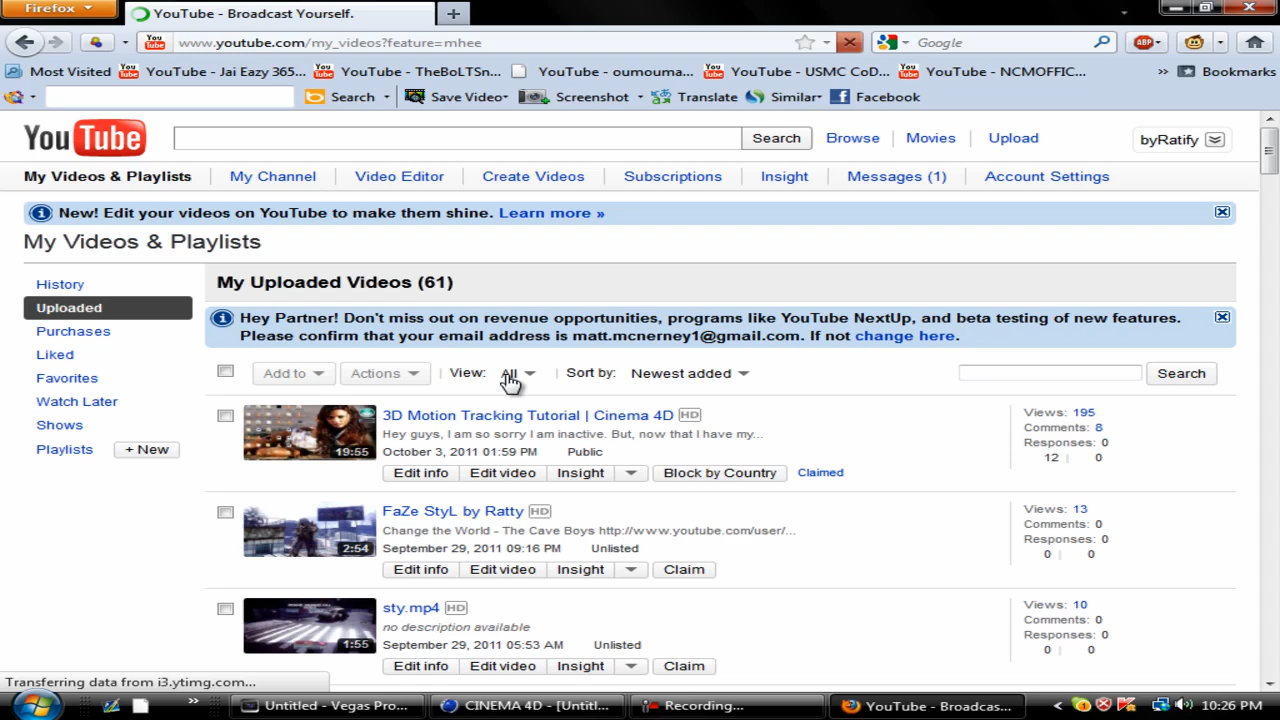 Firefox
YouTube - Broadcast Yourself.
www.youtube.com/my_videos?feature=mhee
Google
ABP
Most Visited YouTube - Jai Eazy 365... YouTube - TheBoLTSn... YouTube - oumouma... YouTube - USMC CoD... YouTube - NCMOFFIC... » Bookmarks
Search Save Video Screenshot Translate Similar Facebook
YouTube Search Browse Movies Upload byRatify
My Videos & Playlists My Channel Video Editor Create Videos Subscriptions Insight Messages (1) Account Settings
New! Edit your videos on YouTube to make them shine. Learn more »
My Videos & Playlists
History
Uploaded
Purchases
Liked
Favorites
Watch Later
Shows
Playlists + New
My Uploaded Videos (61)
Hey Partner! Don't miss out on revenue opportunities, programs like YouTube NextUp, and beta testing of new features.
Please confirm that your email address is matt.mcnerney1@gmail.com. If not change here.
Add to Actions View: All Sort by: Newest added Search
3D Motion Tracking Tutorial | Cinema 4D HD
Hey guys, I am so sorry I am inactive. But, now that I have my...
October 3, 2011 01:59 PM Public
19:55
Edit info Edit video Insight Block by Country Claimed
Views: 195
Comments: 8
Responses: 0
12 0
FaZe StyL by Ratty HD
Change the World - The Cave Boys http://www.youtube.com/user/...
September 29, 2011 09:16 PM Unlisted
2:54
Edit info Edit video Insight Claim
Views: 13
Comments: 0
Responses: 0
0 0
sty.mp4 HD
no description available
September 29, 2011 05:53 AM Unlisted
1:55
Edit info Edit video Insight Claim
Views: 10
Comments: 0
Responses: 0
0 0
Transferring data from i3.ytimg.com...
» Untitled - Vegas Pro... CINEMA 4D - [Untitl... Recording... YouTube - Broadcas... 10:26 PM